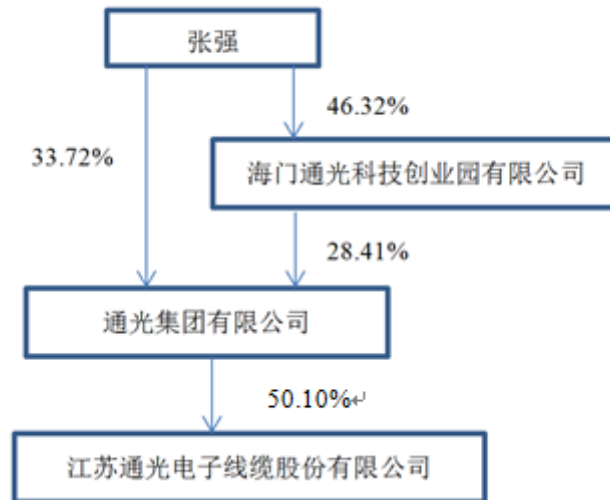 张强
46.32%
33.72%
海门通光科技创业园有限公司
28.41%
通光集团有限公司
50.10%↵
江苏通光电子线缆股份有限公司